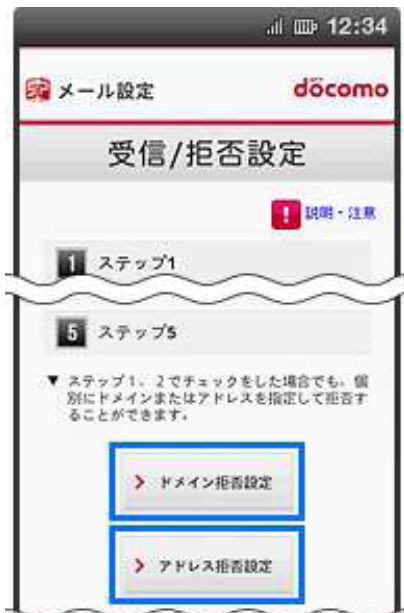 12:34
メール設定
döcomo
受信/拒否設定
! 説明・注意
1 ステップ1
5 ステップ5
▼ ステップ1、2でチェックをした場合でも、個
別にドメインまたはアドレスを指定して拒否す
ることができます。
> ドメイン拒否設定
> アドレス拒否設定